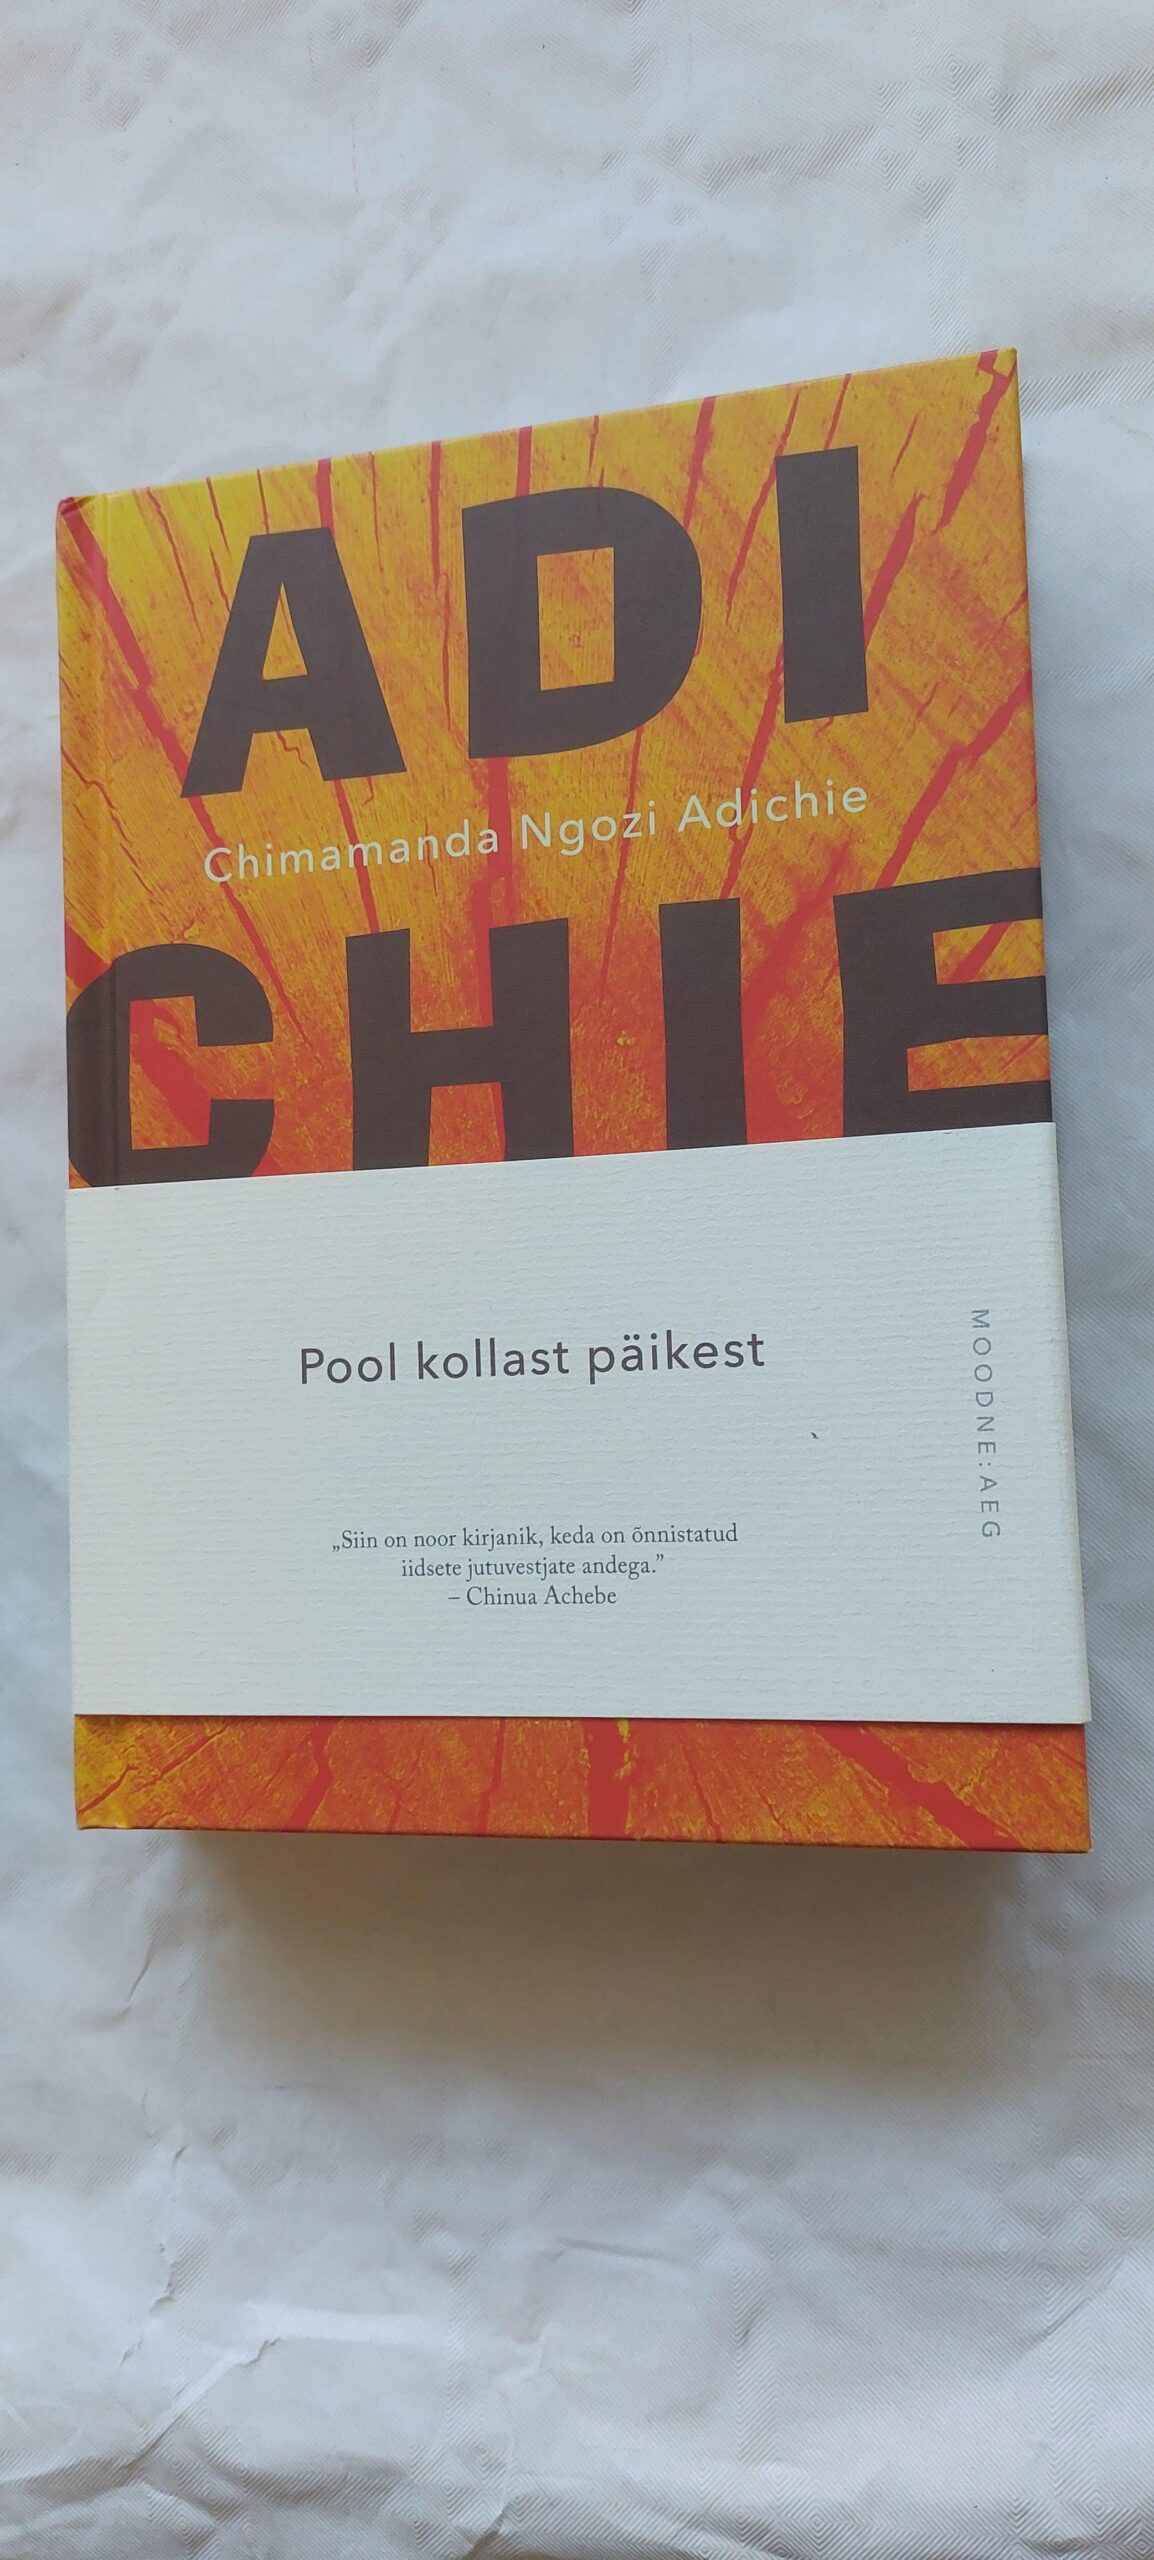 ADI
Chimamanda Ngozi Adichie
CHIE
Pool kollast päikest
MOODNE:AEG
„Siin on noor kirjanik, keda on õnnistatud
iidsete jutuvestjate andega.”
– Chinua Achebe